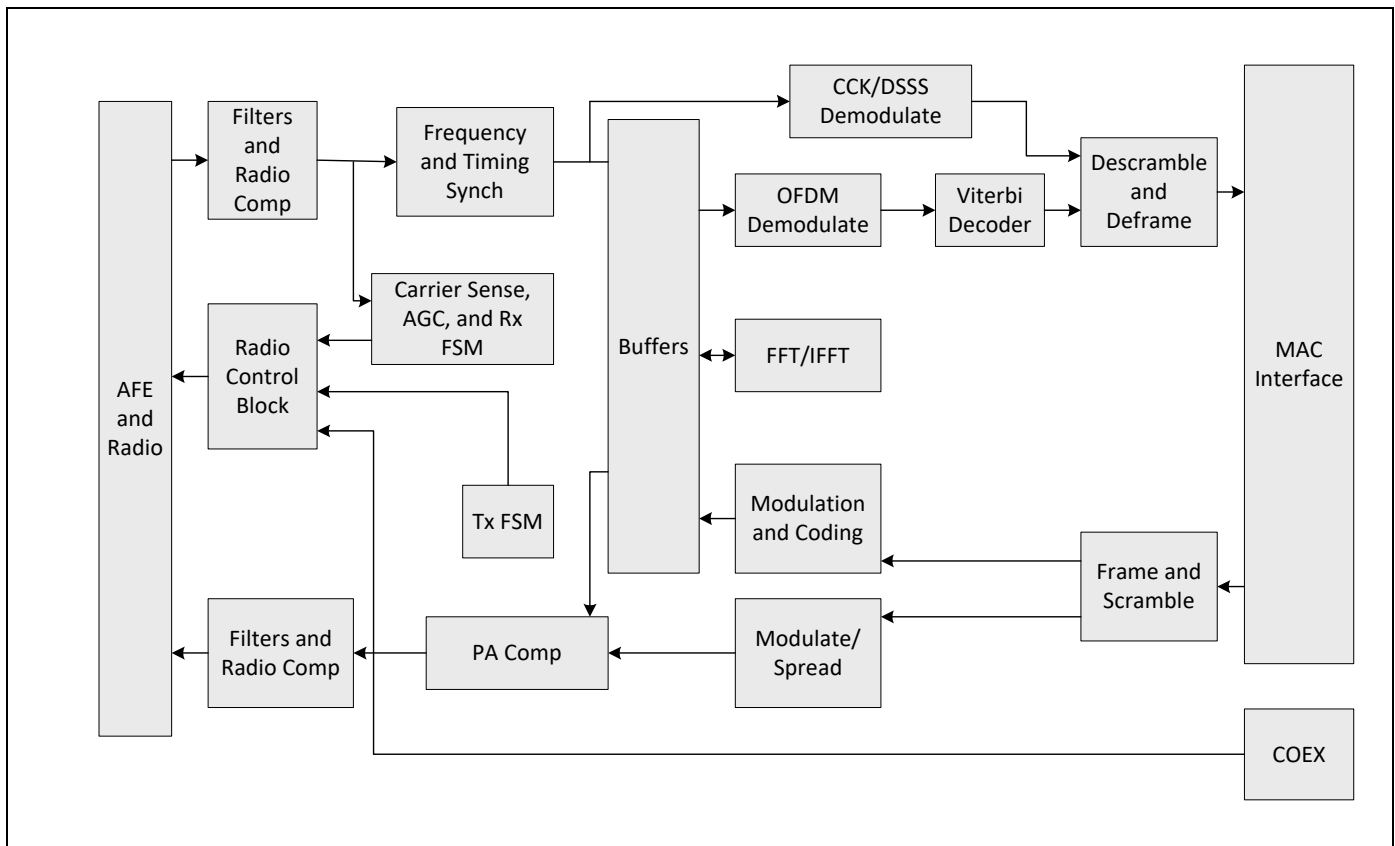 CCK/DSSS
Demodulate
Filters
and
Radio
Comp
Frequency
and Timing
Synch
Descramble
and
Deframe
OFDM
Demodulate
Viterbi
Decoder
Carrier Sense,
AGC, and Rx
FSM
Radio
Control
Block
Buffers
FFT/IFFT
MAC
Interface
AFE
and
Radio
Tx FSM
Modulation
and Coding
Frame and
Scramble
Filters and
Radio Comp
PA Comp
Modulate/
Spread
COEX